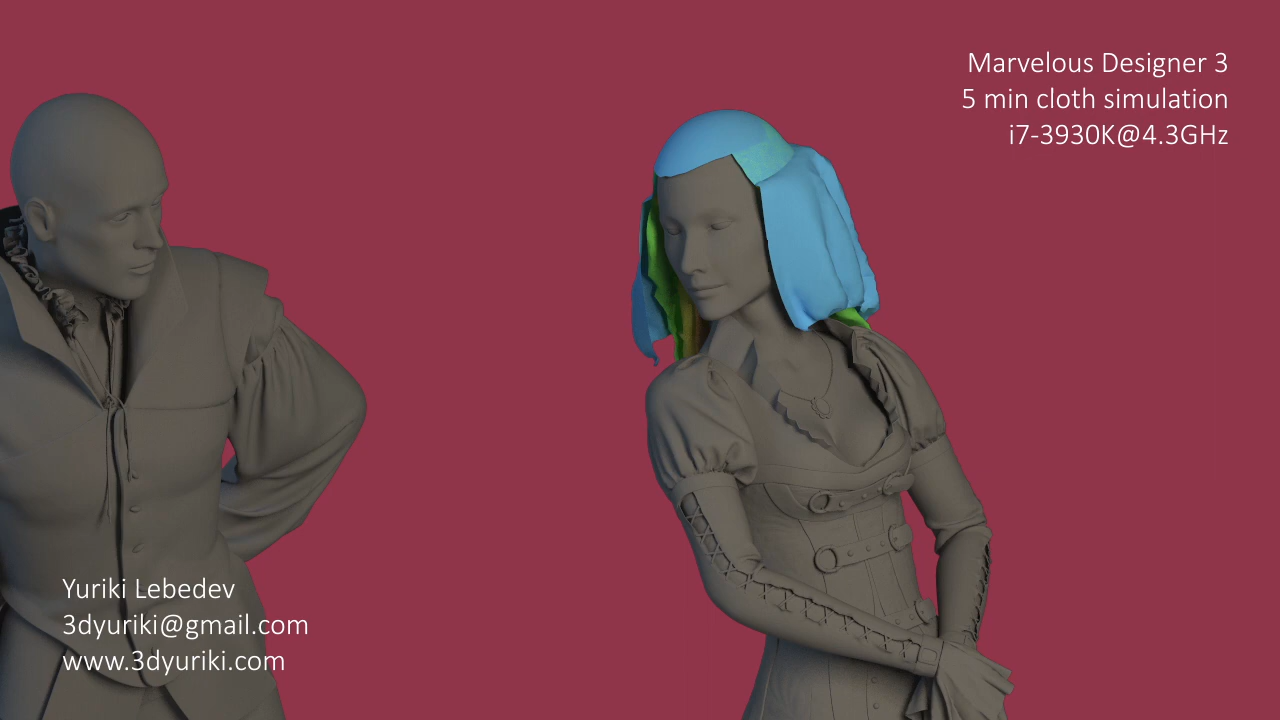 Marvelous Designer 3
5 min cloth simulation
i7-3930K@4.3GHz
Yuriki Lebedev
3dyuriki@gmail.com
www.3dyuriki.com